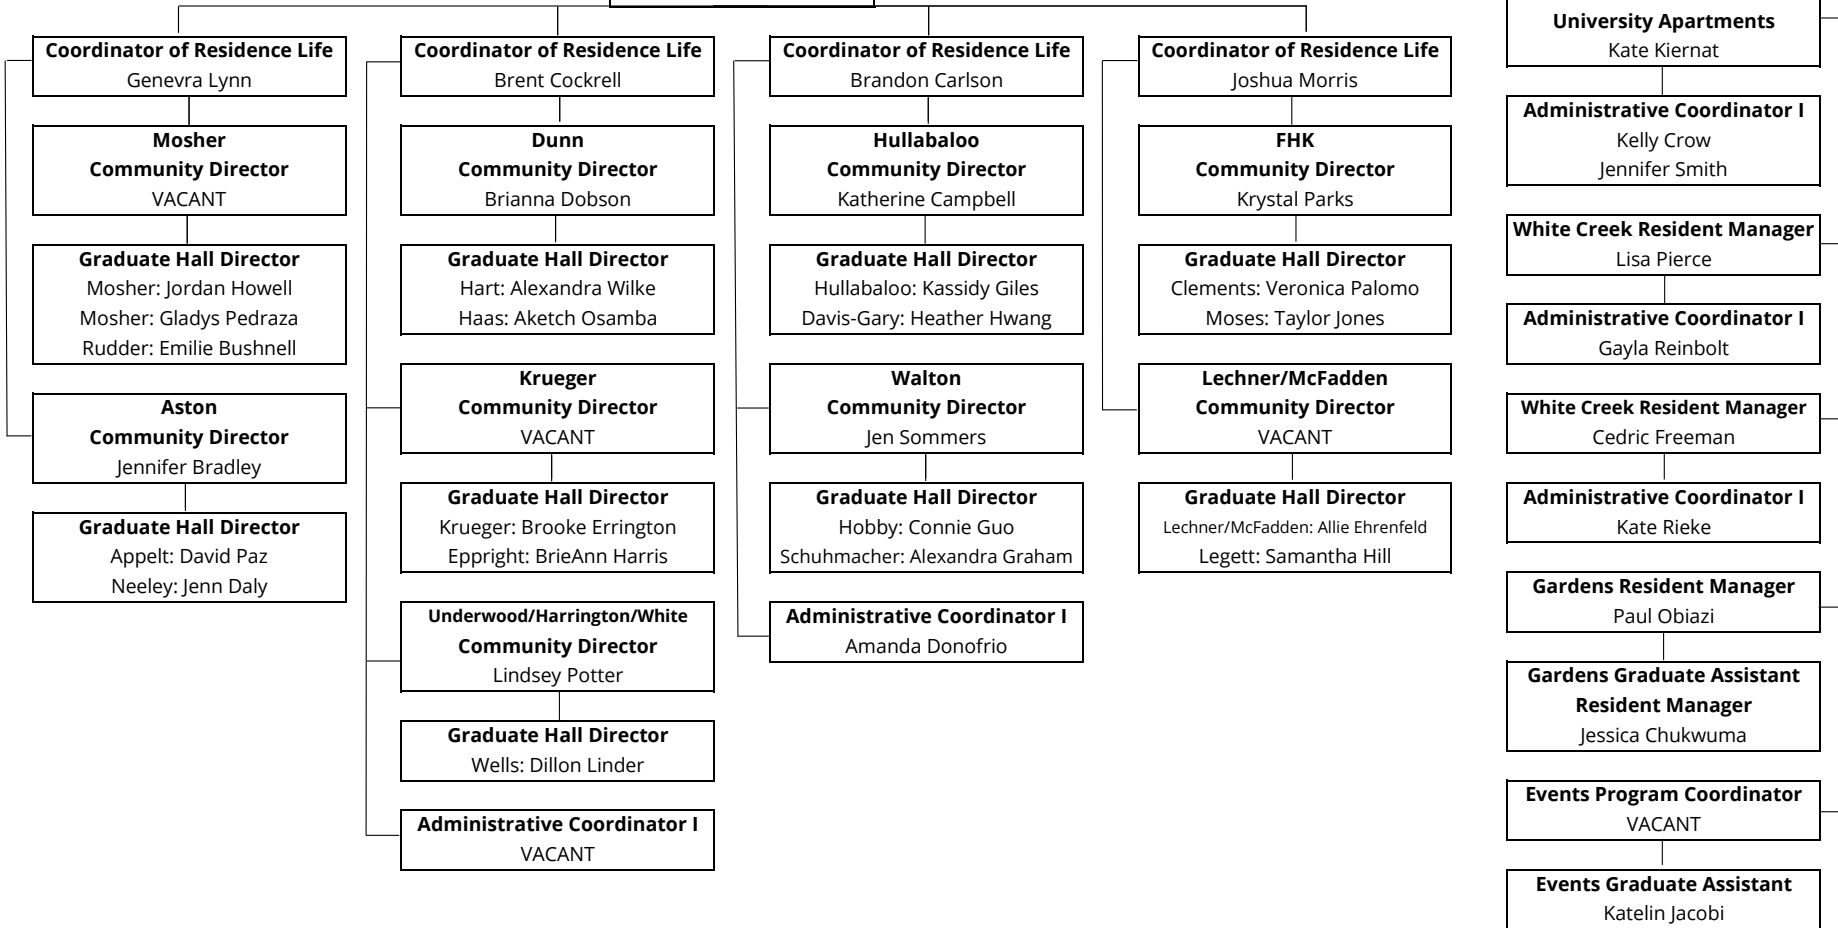 Coordinator of Residence Life
Genevra Lynn
Mosher
Community Director
VACANT
Graduate Hall Director
Mosher: Jordan Howell
Mosher: Gladys Pedraza
Rudder: Emilie Bushnell
Aston
Community Director
Jennifer Bradley
Graduate Hall Director
Appelt: David Paz
Neeley: Jenn Daly
Coordinator of Residence Life
Brent Cockrell
Dunn
Community Director
Brianna Dobson
Graduate Hall Director
Hart: Alexandra Wilke
Haas: Aketch Osamba
Krueger
Community Director
VACANT
Graduate Hall Director
Krueger: Brooke Errington
Eppright: BrieAnn Harris
Underwood/Harrington/White
Community Director
Lindsey Potter
Graduate Hall Director
Wells: Dillon Linder
Administrative Coordinator I
VACANT
Coordinator of Residence Life
Brandon Carlson
Hullabaloo
Community Director
Katherine Campbell
Graduate Hall Director
Hullabaloo: Kassidy Giles
Davis-Gary: Heather Hwang
Walton
Community Director
Jen Sommers
Graduate Hall Director
Hobby: Connie Guo
Schuhmacher: Alexandra Graham
Administrative Coordinator I
Amanda Donofrio
Coordinator of Residence Life
Joshua Morris
FHK
Community Director
Krystal Parks
Graduate Hall Director
Clements: Veronica Palomo
Moses: Taylor Jones
Lechner/McFadden
Community Director
VACANT
Graduate Hall Director
Lechner/McFadden: Allie Ehrenfeld
Legett: Samantha Hill
University Apartments
Kate Kiernat
Administrative Coordinator I
Kelly Crow
Jennifer Smith
White Creek Resident Manager
Lisa Pierce
Administrative Coordinator I
Gayla Reinbolt
White Creek Resident Manager
Cedric Freeman
Administrative Coordinator I
Kate Rieke
Gardens Resident Manager
Paul Obiazi
Gardens Graduate Assistant
Resident Manager
Jessica Chukwuma
Events Program Coordinator
VACANT
Events Graduate Assistant
Katelin Jacobi